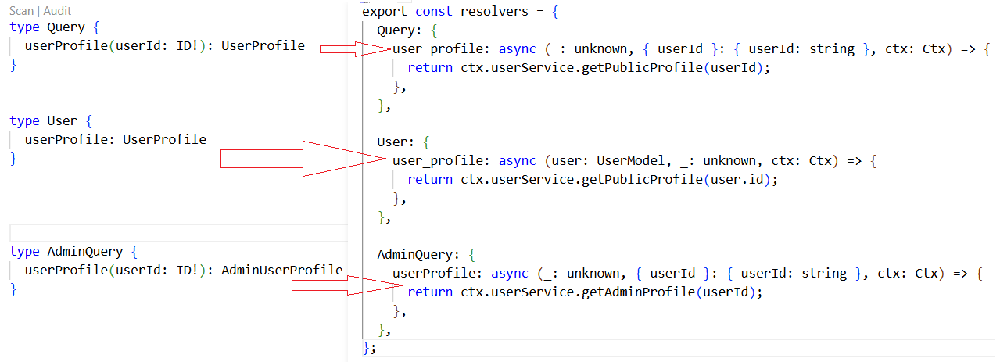 Scan | Audit
type Query {
  userProfile(userId: ID!): UserProfile
}
type User {
  userProfile: UserProfile
}
type AdminQuery {
  userProfile(userId: ID!): AdminUserProfile
}
export const resolvers = {
  Query: {
    user_profile: async (_: unknown, { userId }: { userId: string }, ctx: Ctx) => {
      return ctx.userService.getPublicProfile(userId);
    },
  },
  User: {
    user_profile: async (user: UserModel, _: unknown, ctx: Ctx) => {
      return ctx.userService.getPublicProfile(user.id);
    },
  },
  AdminQuery: {
    userProfile: async (_: unknown, { userId }: { userId: string }, ctx: Ctx) => {
      return ctx.userService.getAdminProfile(userId);
    },
  },
};